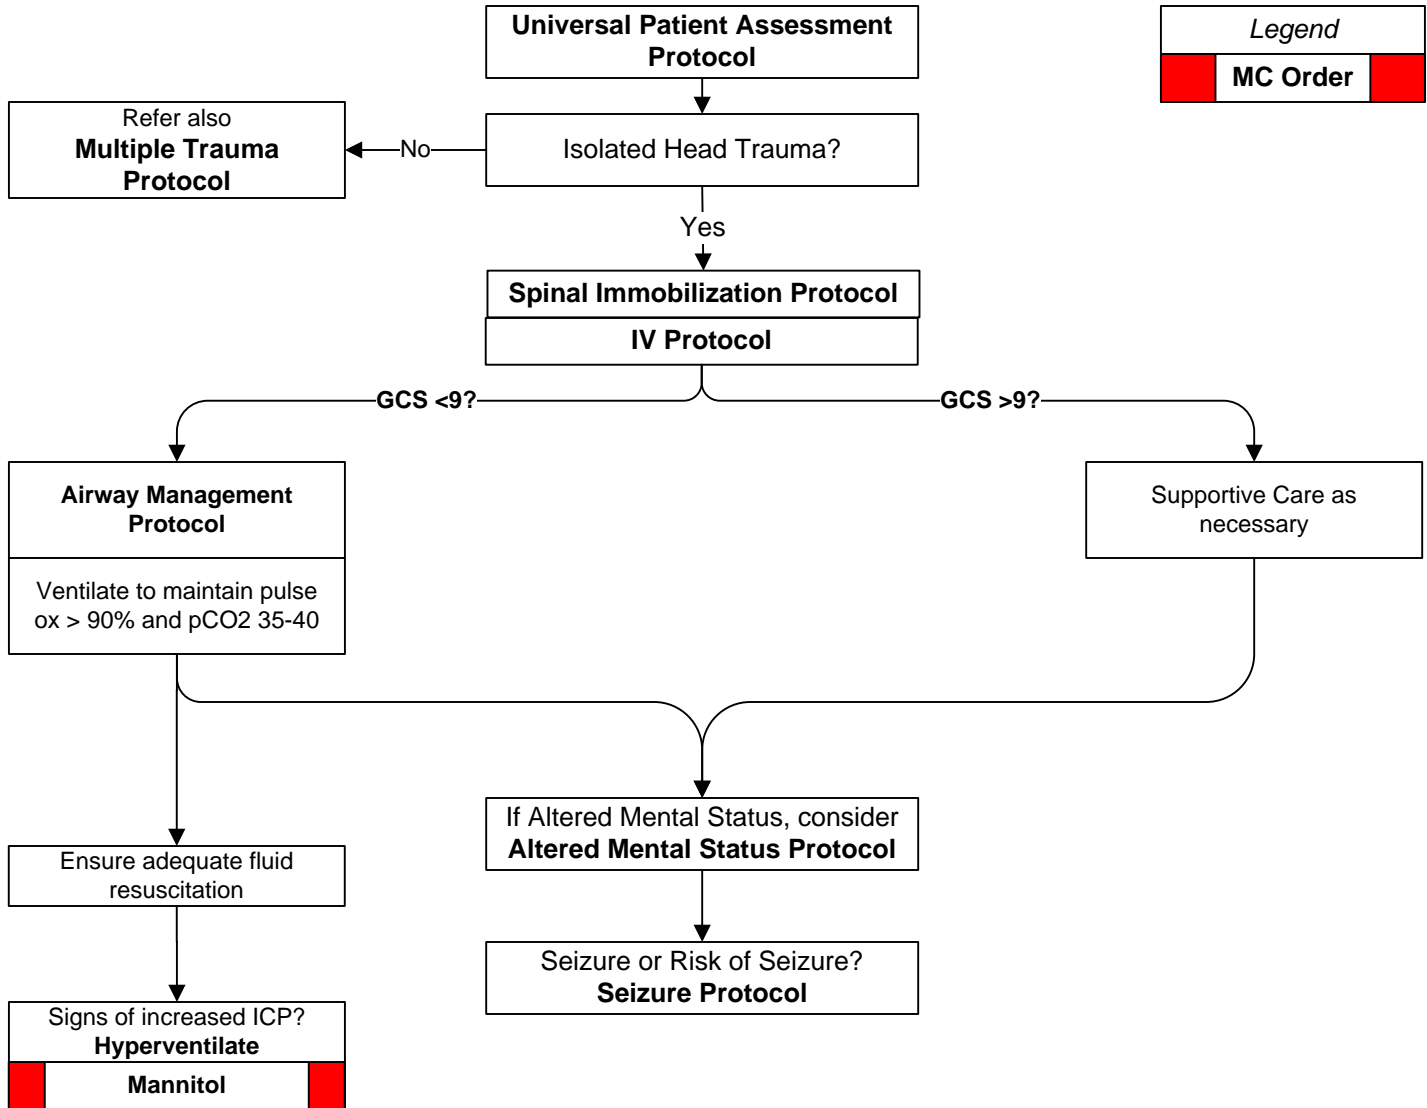 Universal Patient Assessment
Protocol
Legend
MC Order
Refer also
Multiple Trauma
Protocol
No
Isolated Head Trauma?
Yes
Spinal Immobilization Protocol
IV Protocol
GCS <9?
GCS >9?
Airway Management
Protocol
Ventilate to maintain pulse
ox > 90% and pCO2 35-40
Supportive Care as
necessary
If Altered Mental Status, consider
Altered Mental Status Protocol
Ensure adequate fluid
resuscitation
Seizure or Risk of Seizure?
Seizure Protocol
Signs of increased ICP?
Hyperventilate
Mannitol